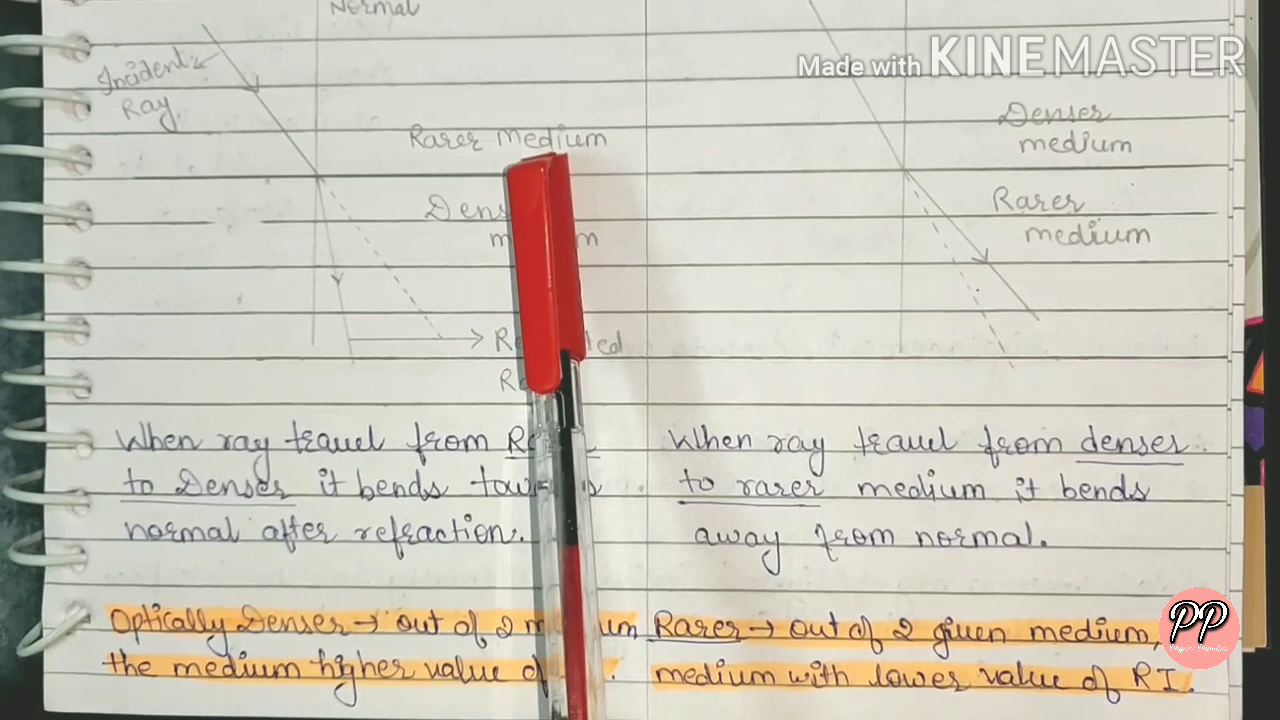 Normal
Incident
Ray
Rarer medium
Made with KINEMASTER
Denser
medium
Rarer
medium
When ray travel from
to Denser it bends
normal after refraction.
When ray travel from denser
to rarer medium it bends
away from normal.
Optically Denser → out of 2
the medium higher value of
Rarer → out of 2 given medium,
medium with lower value of RI.
PP